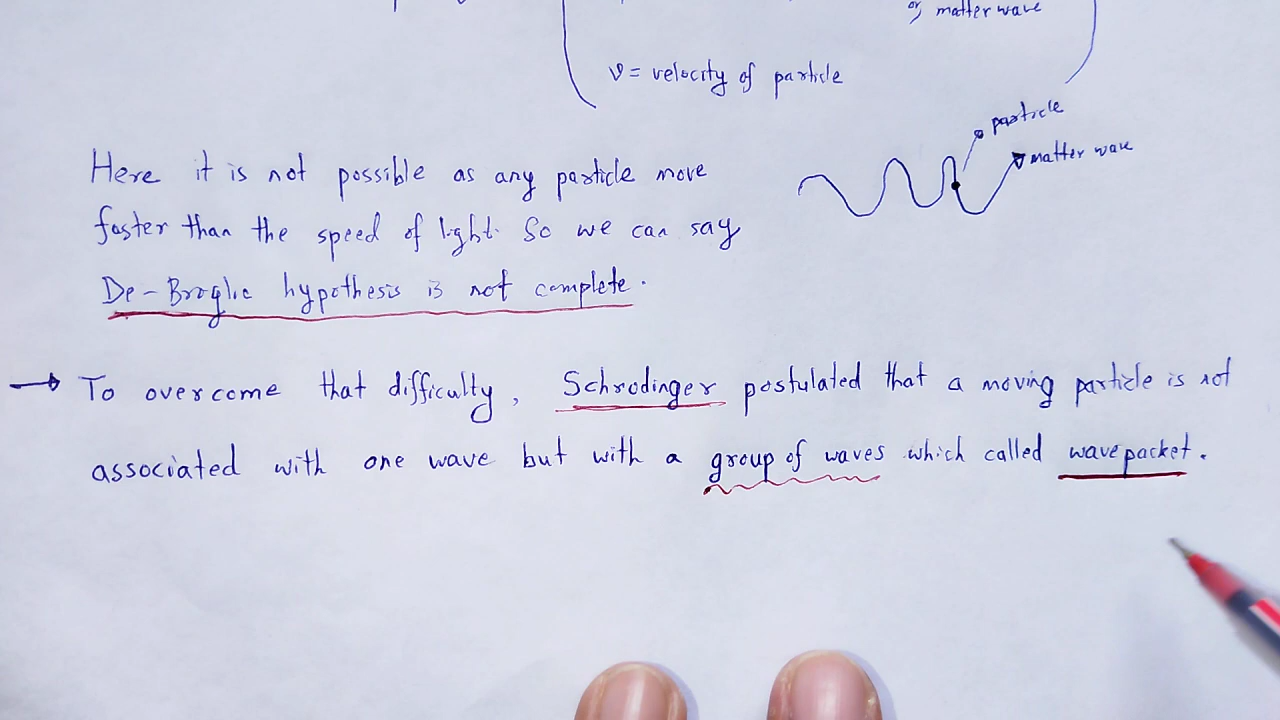 or, matter wave
v = velocity of particle
particle
matter wave
Here it is not possible as any particle move
faster than the speed of light. So we can say
De-Broglie hypothesis is not complete.
→ To overcome that difficulty, Schrodinger postulated that a moving particle is not
associated with one wave but with a group of waves which called wavepacket.